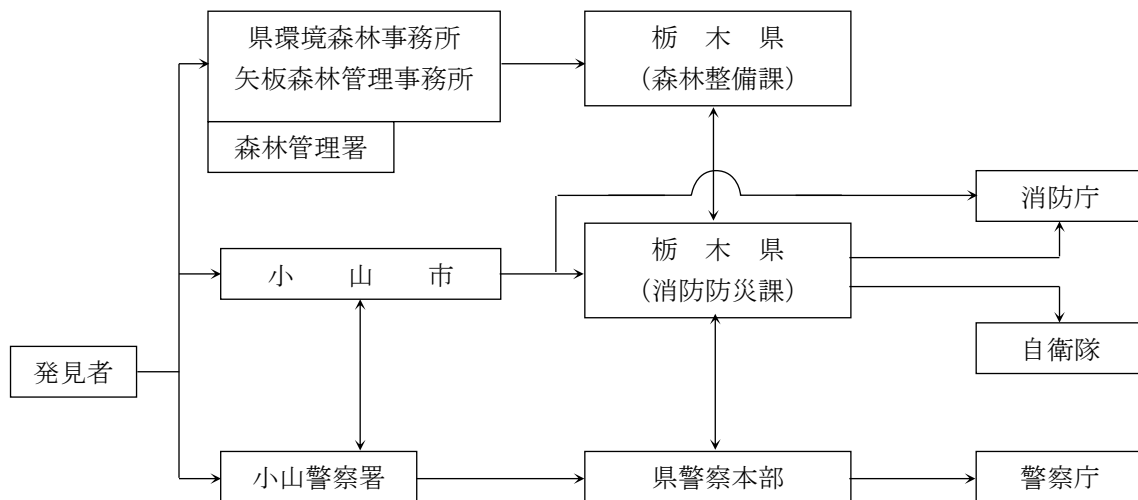 県環境森林事務所
矢板森林管理事務所
森林管理署
栃　木　県
（森林整備課）
消防庁
小　　山　　市
栃　木　県
（消防防災課）
自衛隊
発見者
小山警察署
県警察本部
警察庁